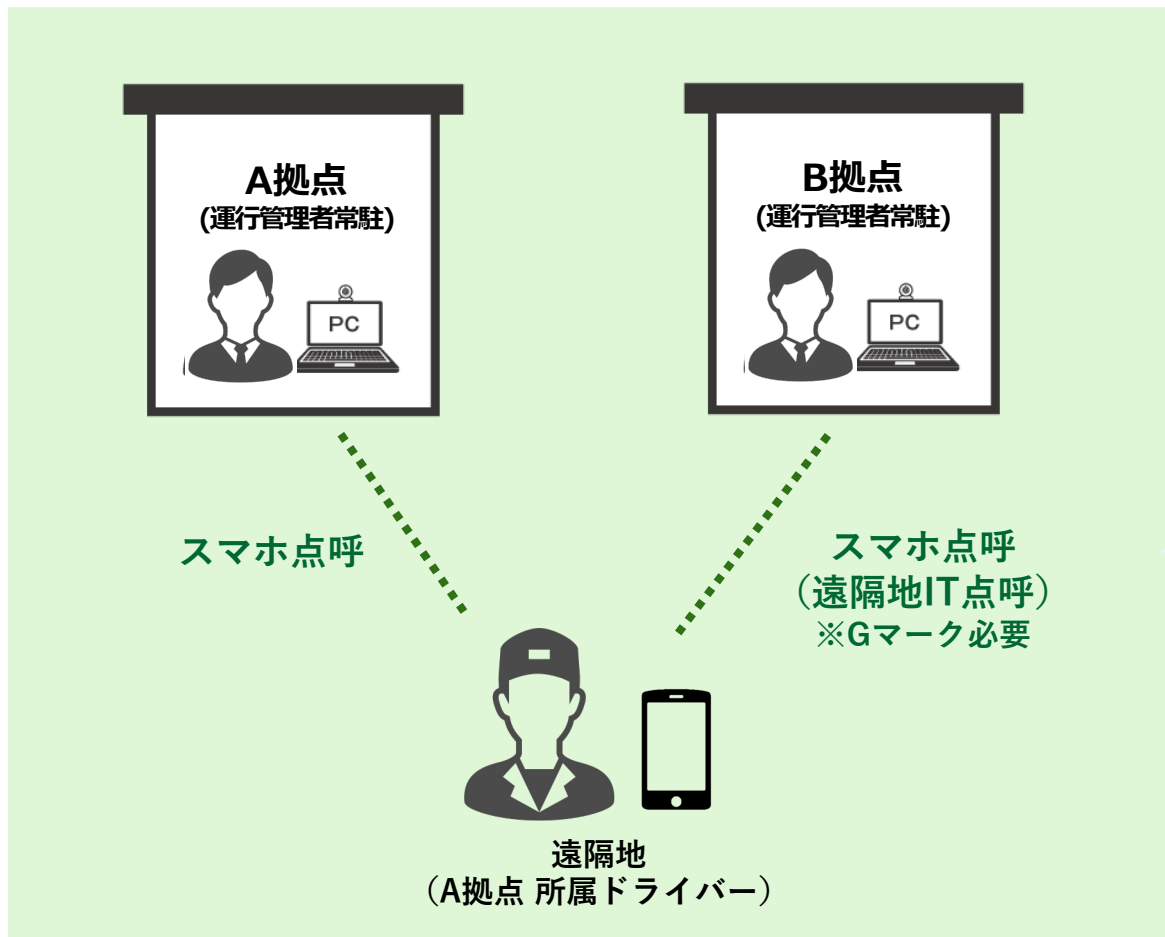 A拠点
(運行管理者常駐)
PC
B拠点
(運行管理者常駐)
PC
スマホ点呼
スマホ点呼
（遠隔地IT点呼）
※Gマーク必要
遠隔地
（A拠点 所属ドライバー）